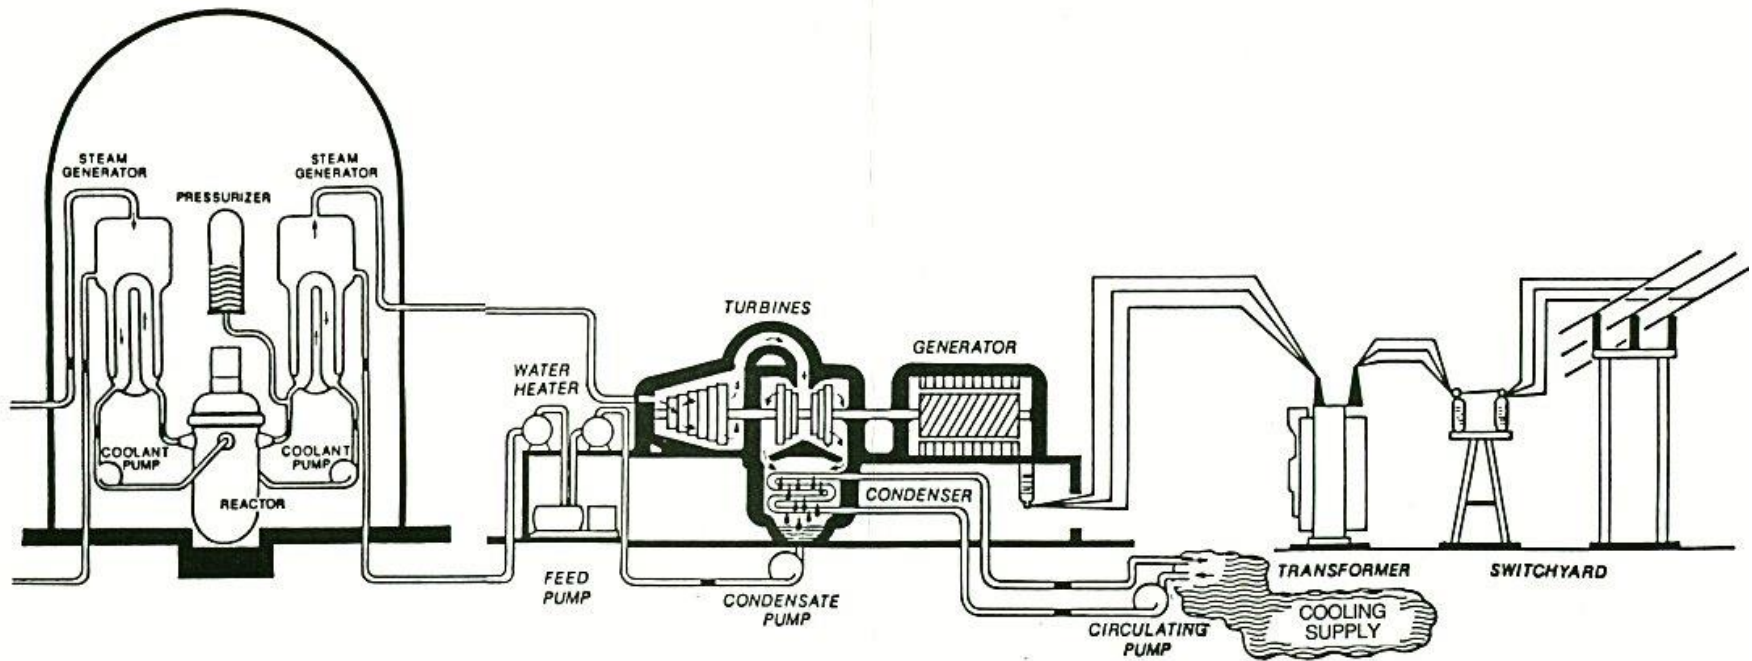 STEAM
GENERATOR
STEAM
GENERATOR
PRESSURIZER
COOLANT
PUMP
COOLANT
PUMP
REACTOR
TURBINES
WATER
HEATER
GENERATOR
CONDENSER
FEED
PUMP
CONDENSATE
PUMP
CIRCULATING
PUMP
COOLING
SUPPLY
TRANSFORMER
SWITCHYARD